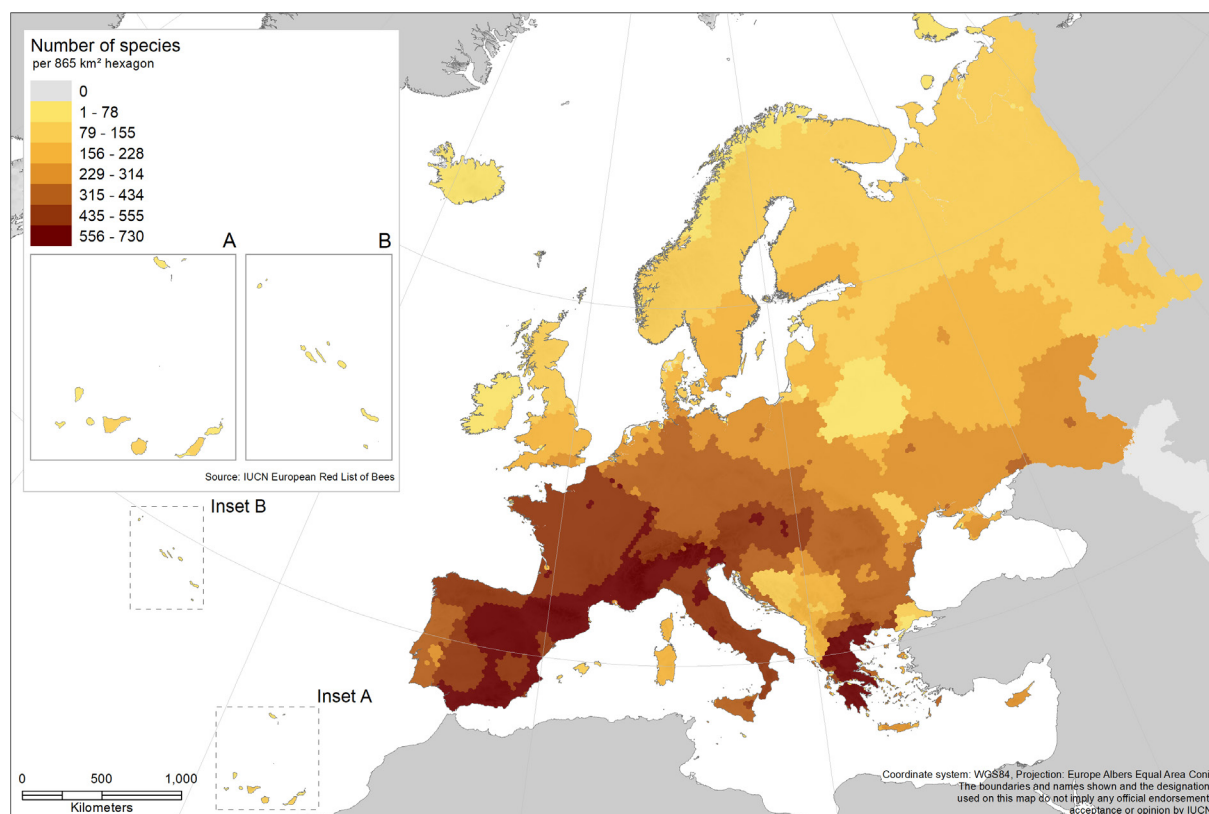 Number of species
per 865 km² hexagon
0
1 - 78
79 - 155
156 - 228
229 - 314
315 - 434
435 - 555
556 - 730
A
B
Source: IUCN European Red List of Bees
Inset B
Inset A
0 500 1,000
Kilometers
Coordinate system: WGS84, Projection: Europe Albers Equal Area Coni
The boundaries and names shown and the designation
used on this map do not imply any official endorsement
acceptance or opinion by IUCN